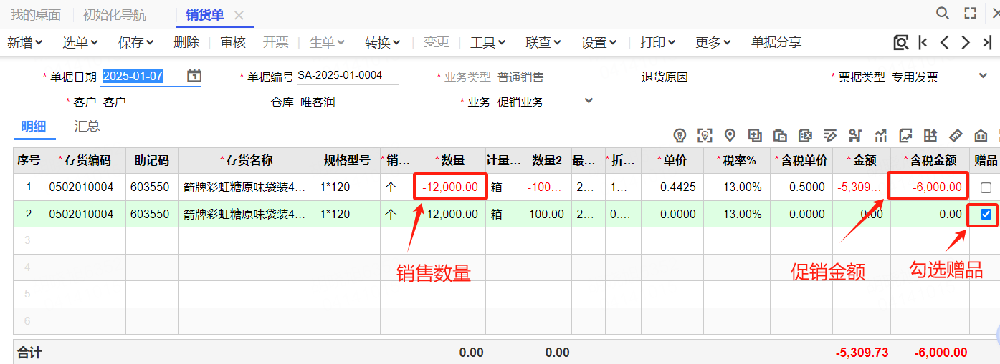 我的桌面 初始化导航 销货单
新增 选单 保存 删除 审核 开票 生单 转换 变更 工具 联查 设置 打印 更多 单据分享
* 单据日期 2025-01-07 * 单据编号 SA-2025-01-0004 * 业务类型 普通销售 退货原因 * 票据类型 专用发票
* 客户 客户 仓库 唯客润 * 业务 促销业务
明细 汇总
序号 * 存货编码 助记码 * 存货名称 规格型号 * 销... * 数量 计量... 数量2 最... * 折... * 单价 * 税率% * 含税单价 * 金额 * 含税金额 赠品
1 0502010004 603550 箭牌彩虹糖原味袋装4... 1*120 个 -12,000.00 箱 -100... 2... 1... 0.4425 13.00% 0.5000 -5,309... -6,000.00
2 0502010004 603550 箭牌彩虹糖原味袋装4... 1*120 个 12,000.00 箱 100.00 2... 0.... 0.0000 13.00% 0.0000 0.00 0.00
3
4
销售数量 促销金额 勾选赠品
5
6
合计 0.00 0.00 -5,309.73 -6,000.00